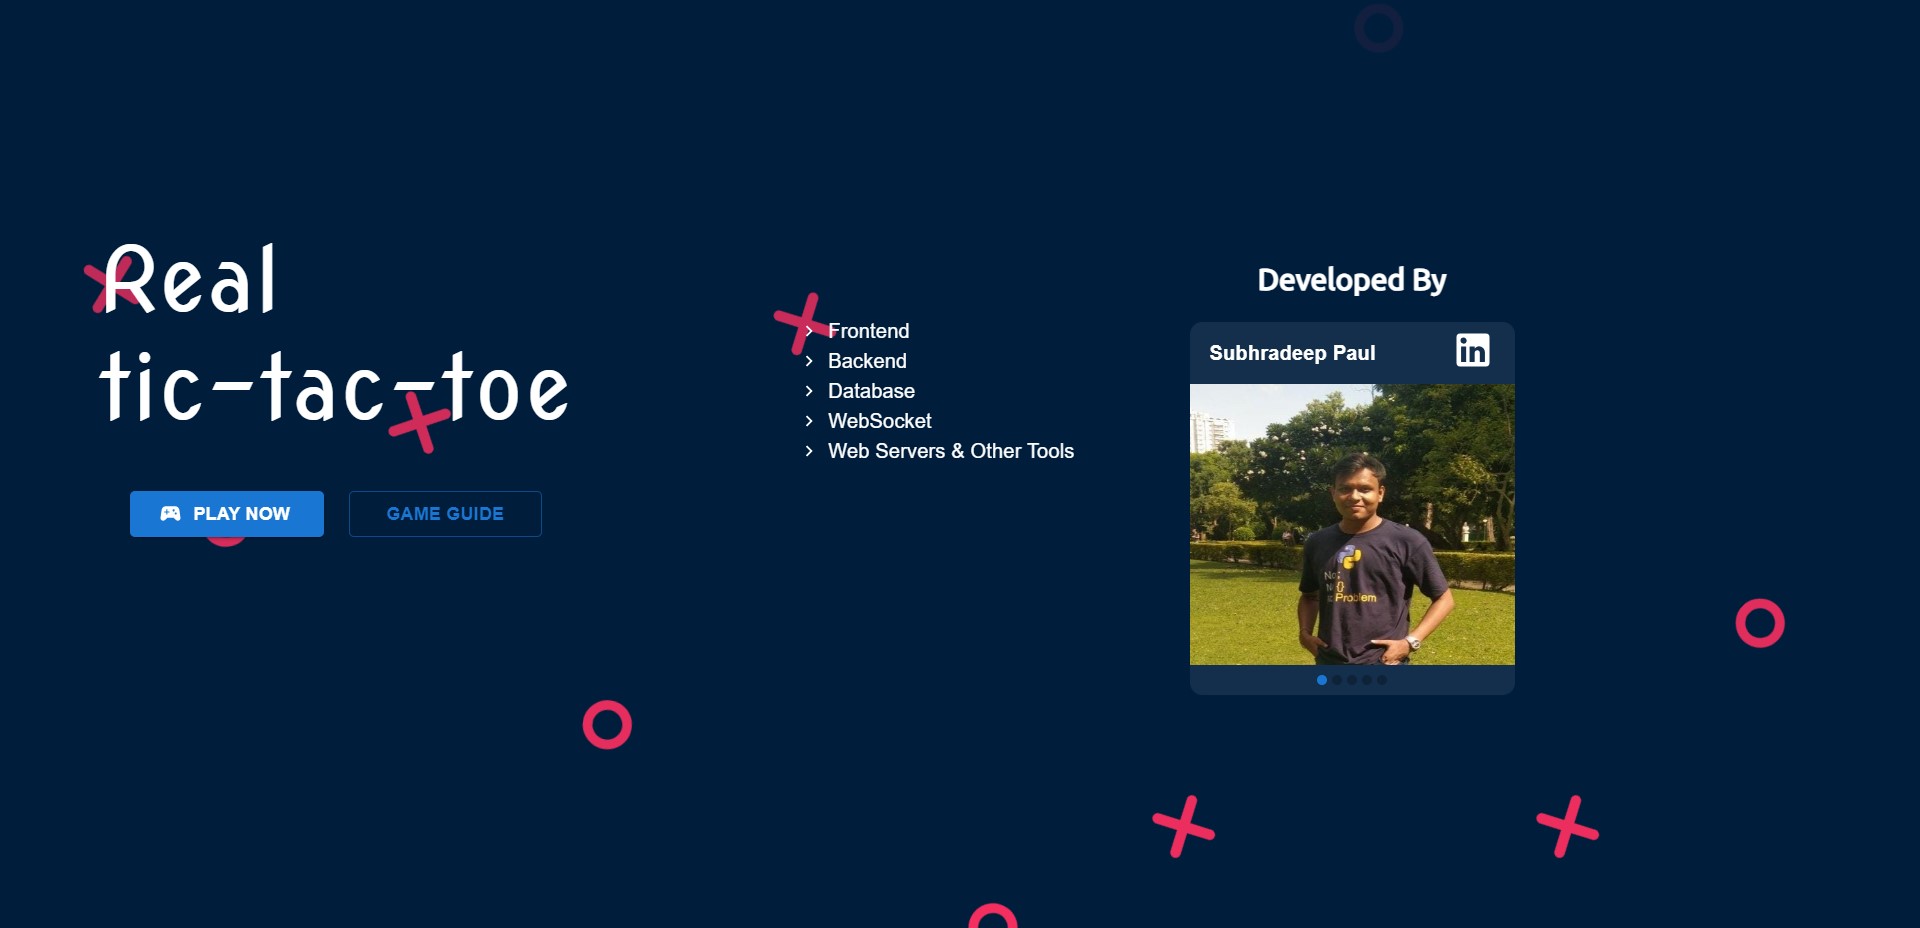 Real
tic-tac-toe
PLAY NOW
GAME GUIDE
Frontend
Backend
Database
WebSocket
Web Servers & Other Tools
Developed By
Subhradeep Paul
in
{}
Problem